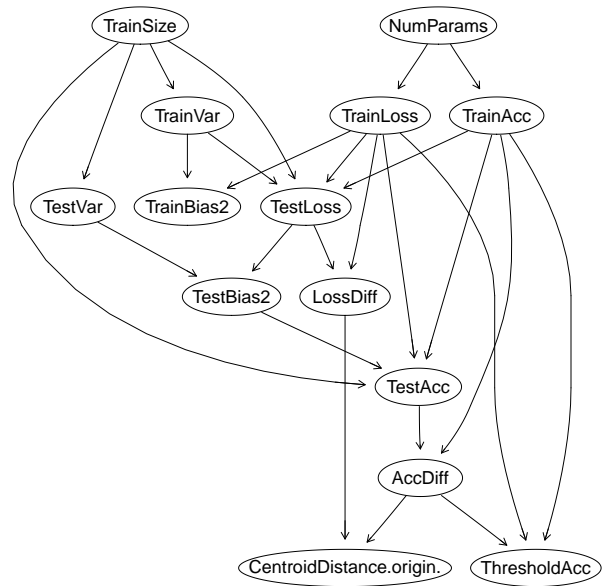 TrainSize
NumParams
TrainVar
TrainLoss
TrainAcc
TestVar
TrainBias2
TestLoss
TestBias2
LossDiff
TestAcc
AccDiff
CentroidDistance.origin.
ThresholdAcc